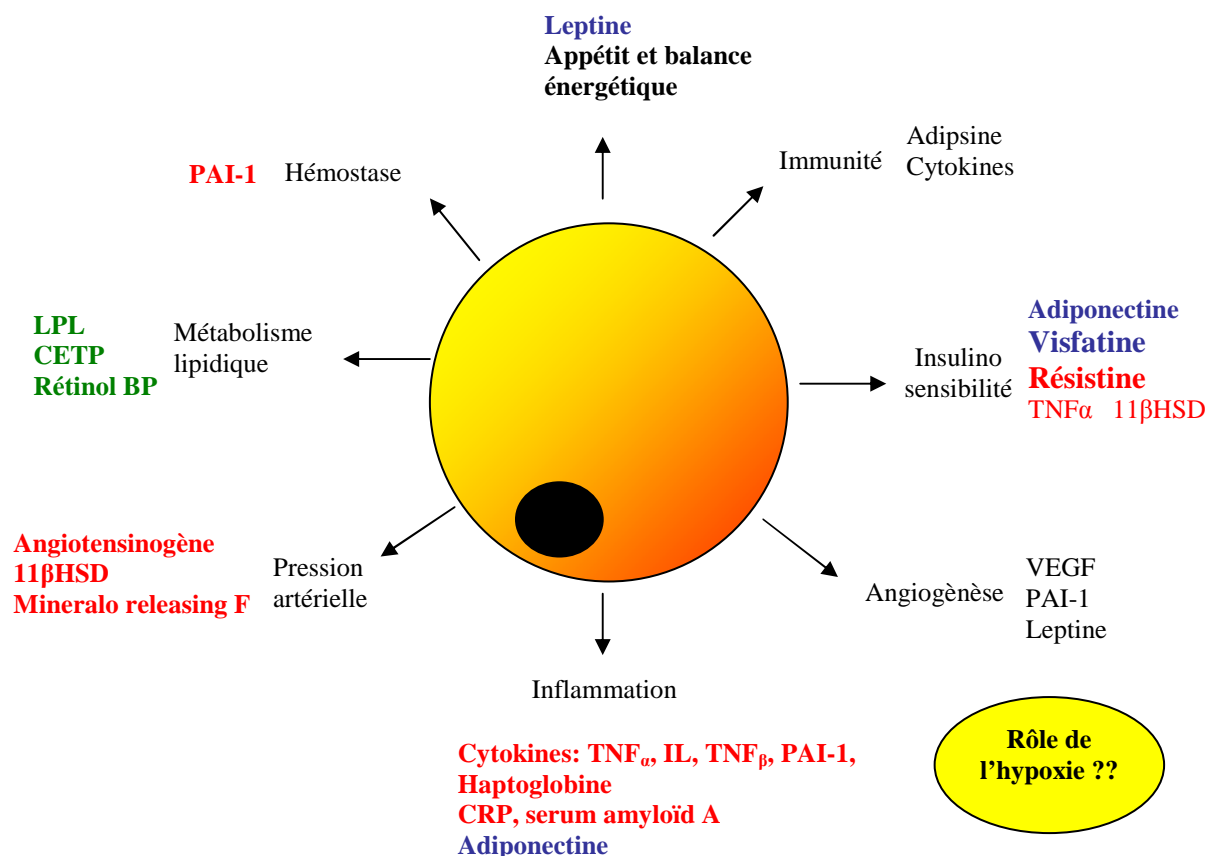 Leptine
Appétit et balance
énergétique
PAI-1 Hémostase
Immunité
Adipsine
Cytokines
LPL
CETP
Rétinol BP
Métabolisme
lipidique
Insulino
sensibilité
Adiponectine
Visfatine
Résistine
TNFα 11βHSD
Angiotensinogène
11βHSD
Mineralo releasing F
Pression
artérielle
Angiogènèse
VEGF
PAI-1
Leptine
Inflammation
Cytokines: TNFα, IL, TNFβ, PAI-1,
Haptoglobine
CRP, serum amyloïd A
Adiponectine
Rôle de
l’hypoxie ??